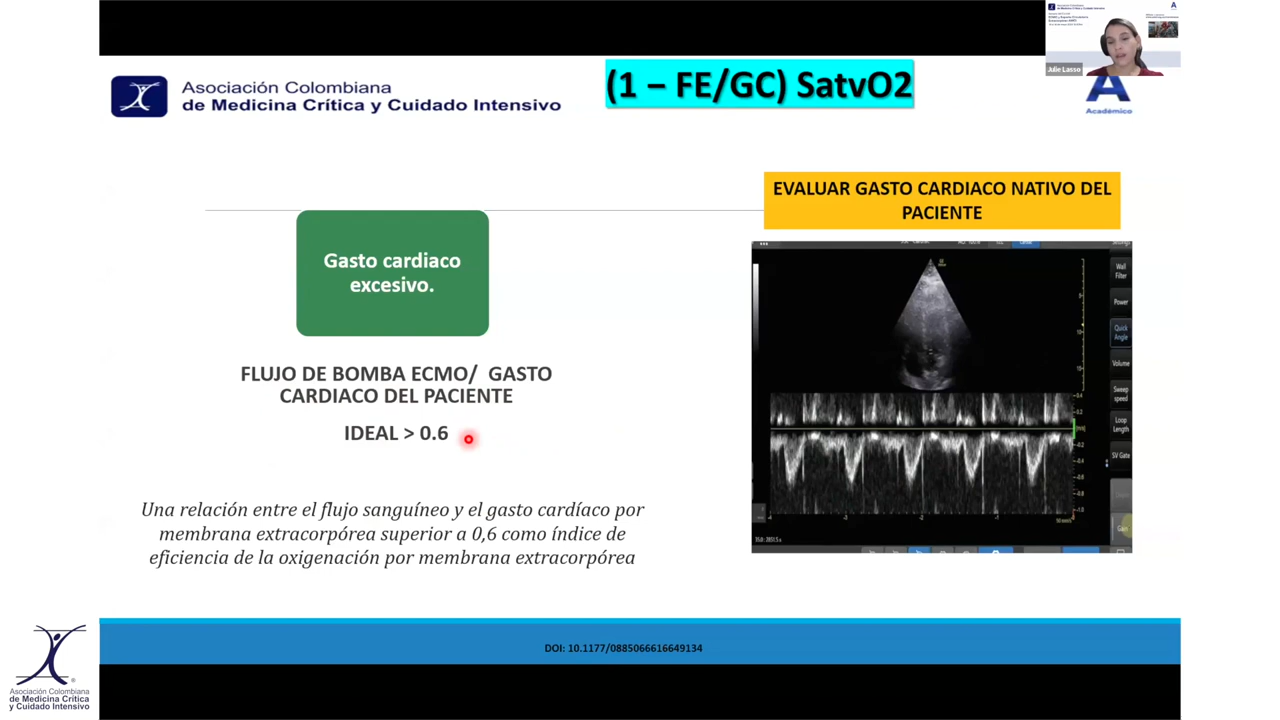 Asociación Colombiana
de Medicina Crítica y Cuidado Intensivo
(1 – FE/GC) SatvO2
Julie Lasso
Académico
EVALUAR GASTO CARDIACO NATIVO DEL
PACIENTE
Gasto cardiaco
excesivo.
FLUJO DE BOMBA ECMO/ GASTO
CARDIACO DEL PACIENTE
IDEAL > 0.6
Una relación entre el flujo sanguíneo y el gasto cardíaco por
membrana extracorpórea superior a 0,6 como índice de
eficiencia de la oxigenación por membrana extracorpórea
Wall
Filter
Power
Quick
Angle
Volume
Sweep
speed
Loop
Length
SV Gate
Gain
DOI: 10.1177/0885066616649134
Asociación Colombiana
de Medicina Crítica
y Cuidado Intensivo